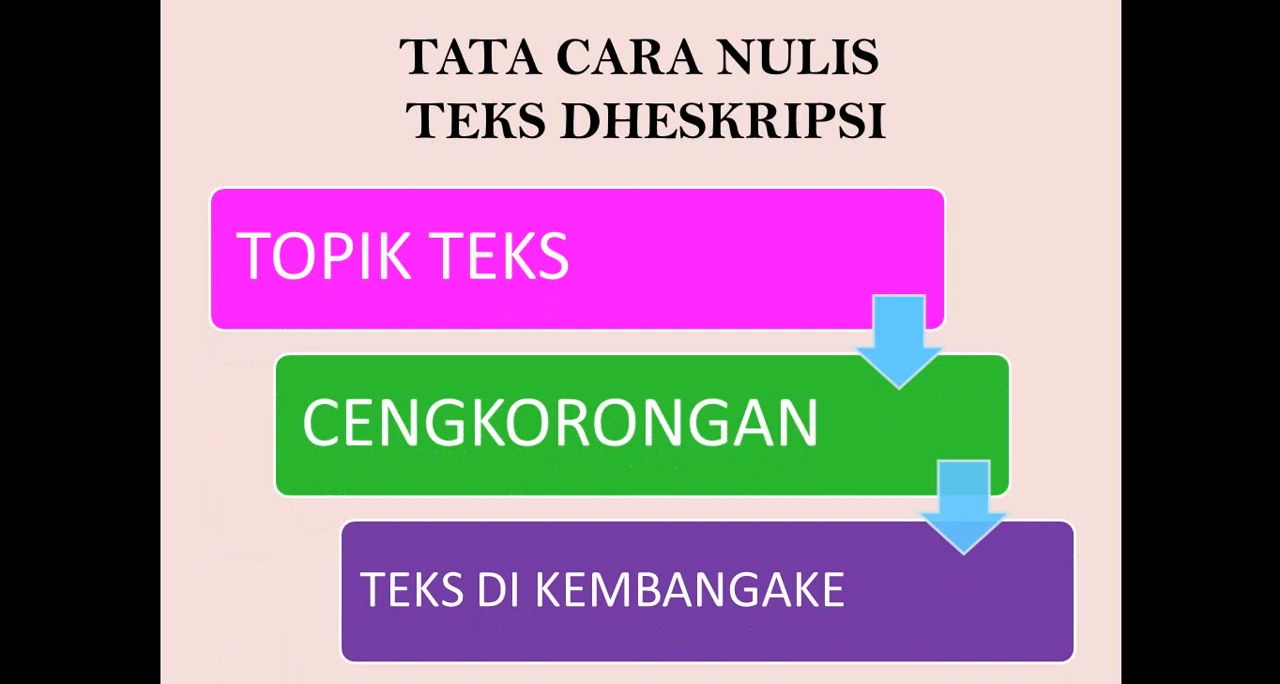 TATA CARA NULIS
TEKS DHESKRIPSI
TOPIK TEKS
CENGKORONGAN
TEKS DI KEMBANGAKE